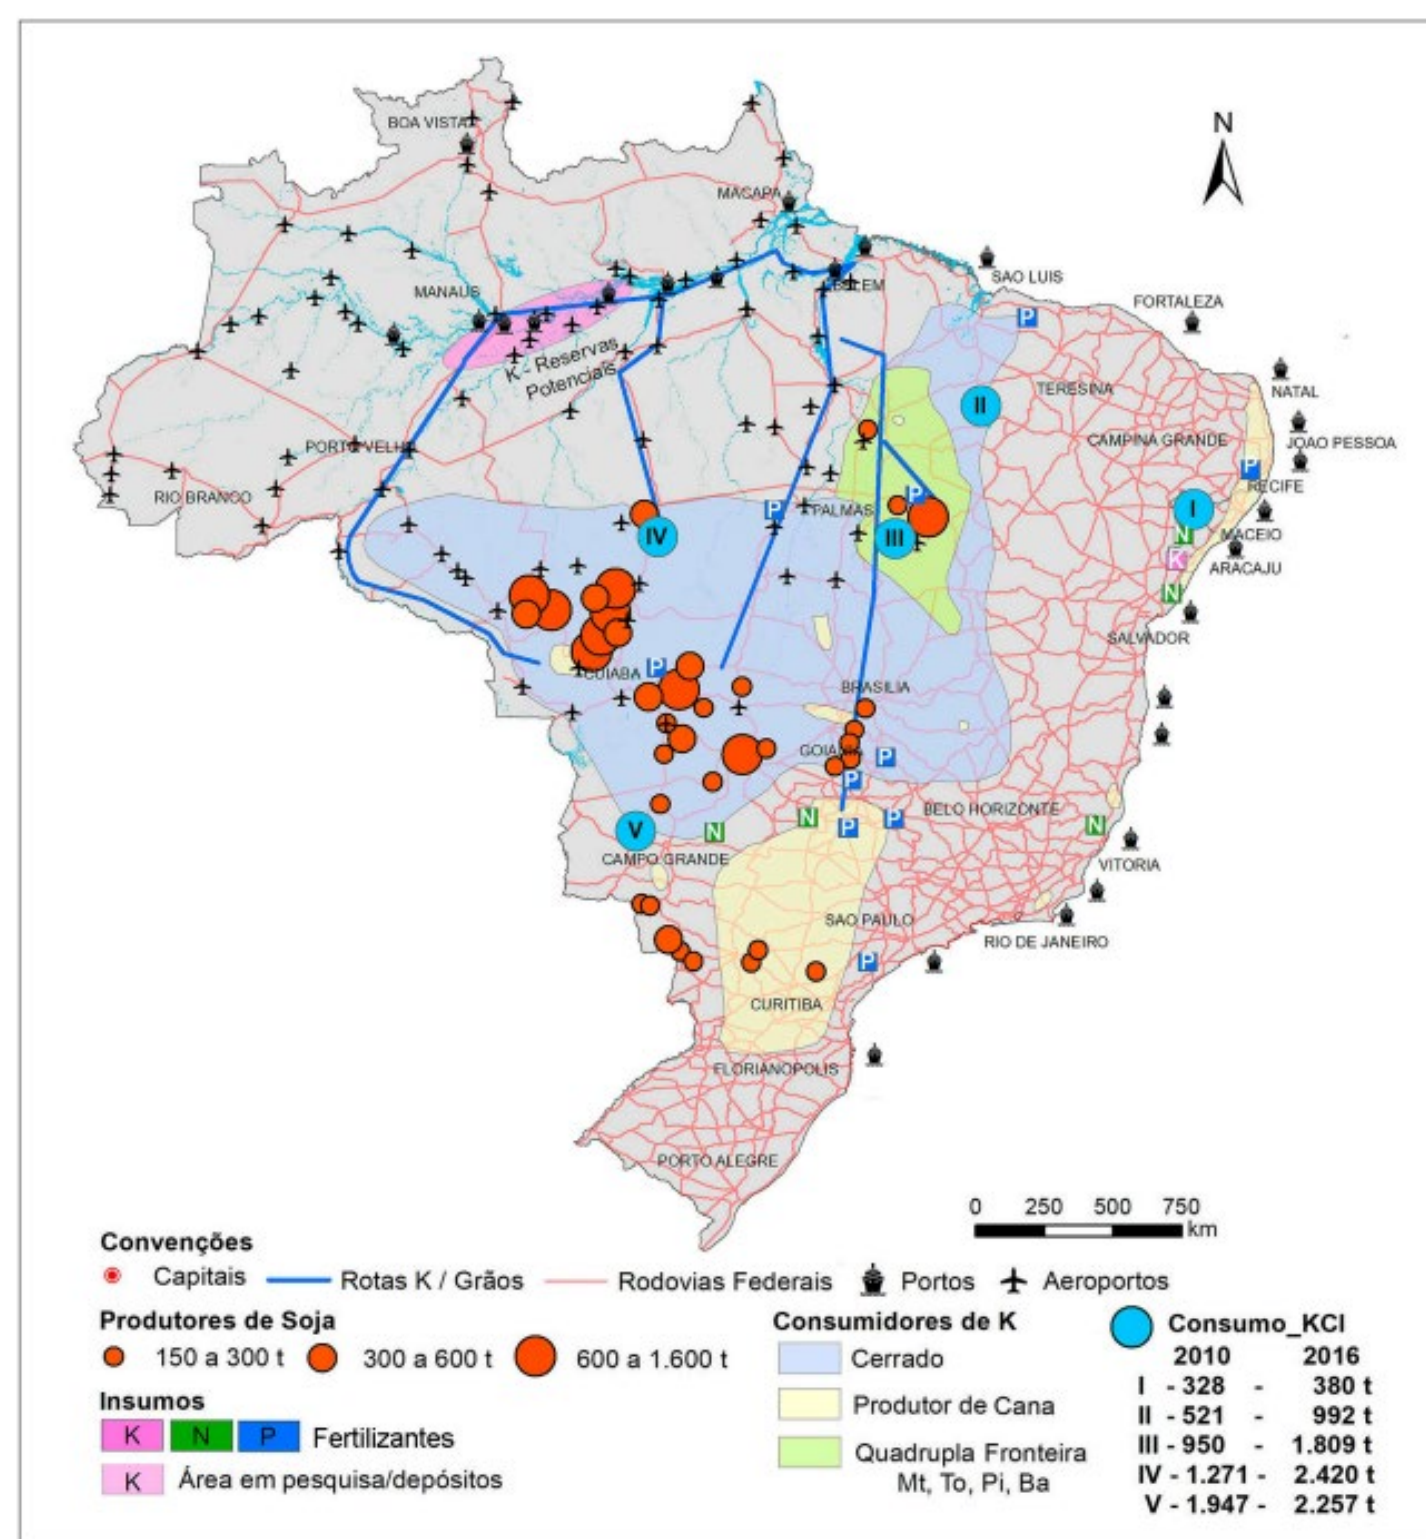 N
BOA VISTA
MACAPA
SAO LUIS
BELEM
MANAUS
FORTALEZA
K - Reservas
Potenciais
P
II
TERESINA
NATAL
CAMPINA GRANDE
JOAO PESSOA
PORTO VELHO
P
RECIFE
RIO BRANCO
P
P
PALMAS
I
IV
III
N
MACEIO
K
ARACAJU
N
SALVADOR
CUIABA
P
BRASILIA
GOIANIA
P
P
BELO HORIZONTE
V
N
N
P
P
N
CAMPO GRANDE
VITORIA
SAO PAULO
RIO DE JANEIRO
P
CURITIBA
FLORIANOPOLIS
PORTO ALEGRE
0 250 500 750
km
Convenções
Capitais Rotas K / Grãos Rodovias Federais Portos Aeroportos
Produtores de Soja
150 a 300 t 300 a 600 t 600 a 1.600 t
Insumos
K N P Fertilizantes
K Área em pesquisa/depósitos
Consumidores de K
Cerrado
Produtor de Cana
Quadrupla Fronteira
Mt, To, Pi, Ba
Consumo_KCl
2010 2016
I - 328 - 380 t
II - 521 - 992 t
III - 950 - 1.809 t
IV - 1.271 - 2.420 t
V - 1.947 - 2.257 t